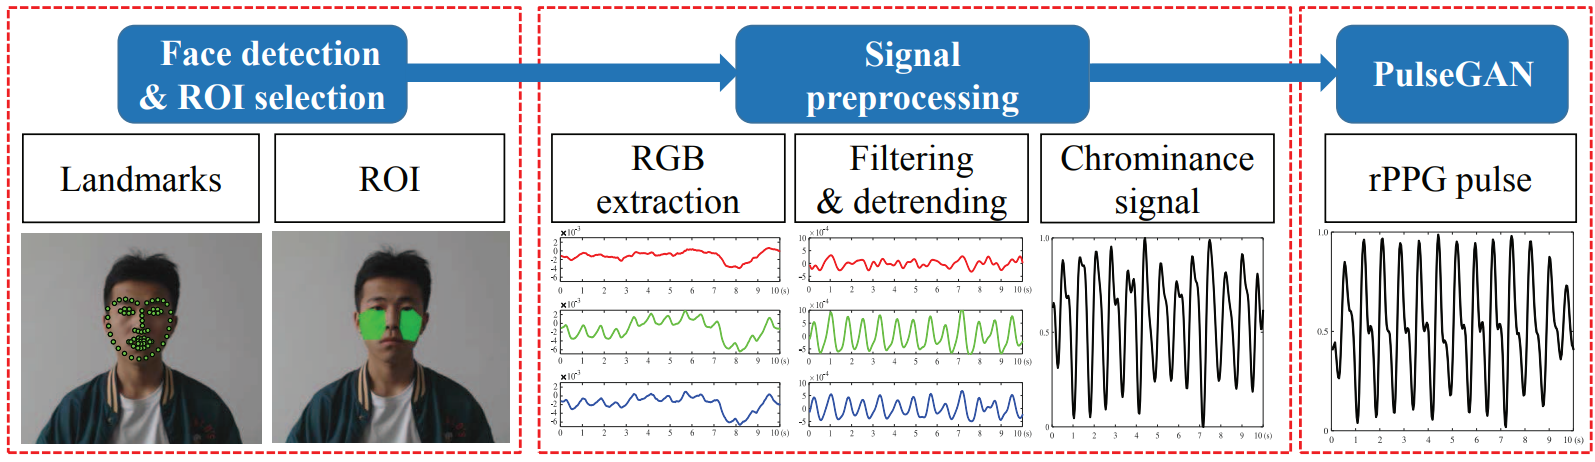 Face detection
& ROI selection
Signal
preprocessing
PulseGAN
Landmarks
ROI
RGB
extraction
Filtering
& detrending
Chrominance
signal
rPPG pulse
×10⁻³
2
0
-2
-4
-6
0 1 2 3 4 5 6 7 8 9 10 (s)
×10⁻³
2
0
-2
-4
-6
0 1 2 3 4 5 6 7 8 9 10 (s)
×10⁻³
2
0
-2
-4
-6
0 1 2 3 4 5 6 7 8 9 10 (s)
×10⁻⁴
10
5
0
-5
0 1 2 3 4 5 6 7 8 9 10 (s)
×10⁻⁴
10
5
0
-5
0 1 2 3 4 5 6 7 8 9 10 (s)
×10⁻⁴
10
5
0
-5
0 1 2 3 4 5 6 7 8 9 10 (s)
1.0
0.5
0
0 1 2 3 4 5 6 7 8 9 10 (s)
1.0
0.5
0
0 1 2 3 4 5 6 7 8 9 10 (s)